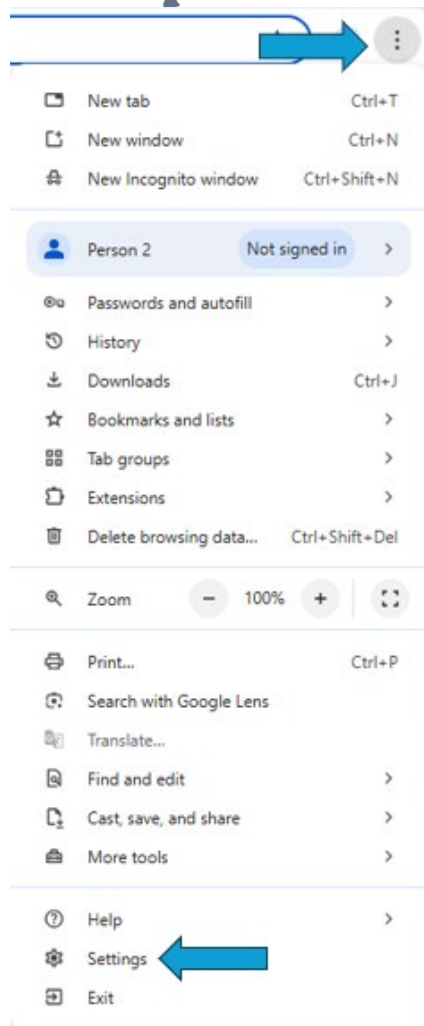 New tab Ctrl+T
New window Ctrl+N
New Incognito window Ctrl+Shift+N
Person 2 Not signed in
Passwords and autofill
History
Downloads Ctrl+J
Bookmarks and lists
Tab groups
Extensions
Delete browsing data... Ctrl+Shift+Del
Zoom − 100% +
Print... Ctrl+P
Search with Google Lens
Translate...
Find and edit
Cast, save, and share
More tools
Help
Settings
Exit